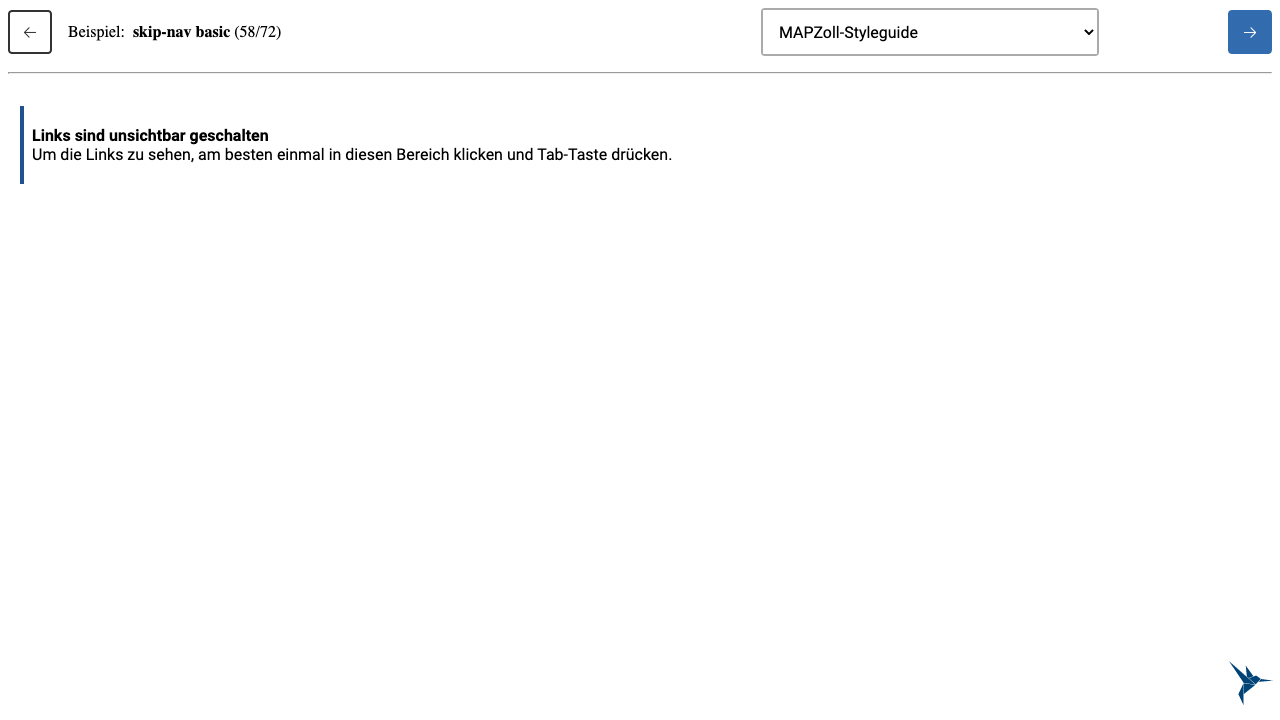 Beispiel: skip-nav basic (58/72)
MAPZoll-Styleguide
Links sind unsichtbar geschalten
Um die Links zu sehen, am besten einmal in diesen Bereich klicken und Tab-Taste drücken.